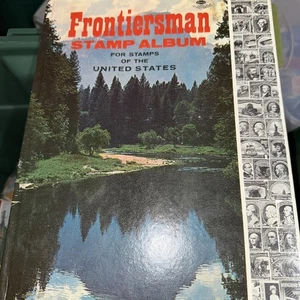 Frontiersman
STAMP ALBUM
FOR STAMPS
OF THE
UNITED STATES